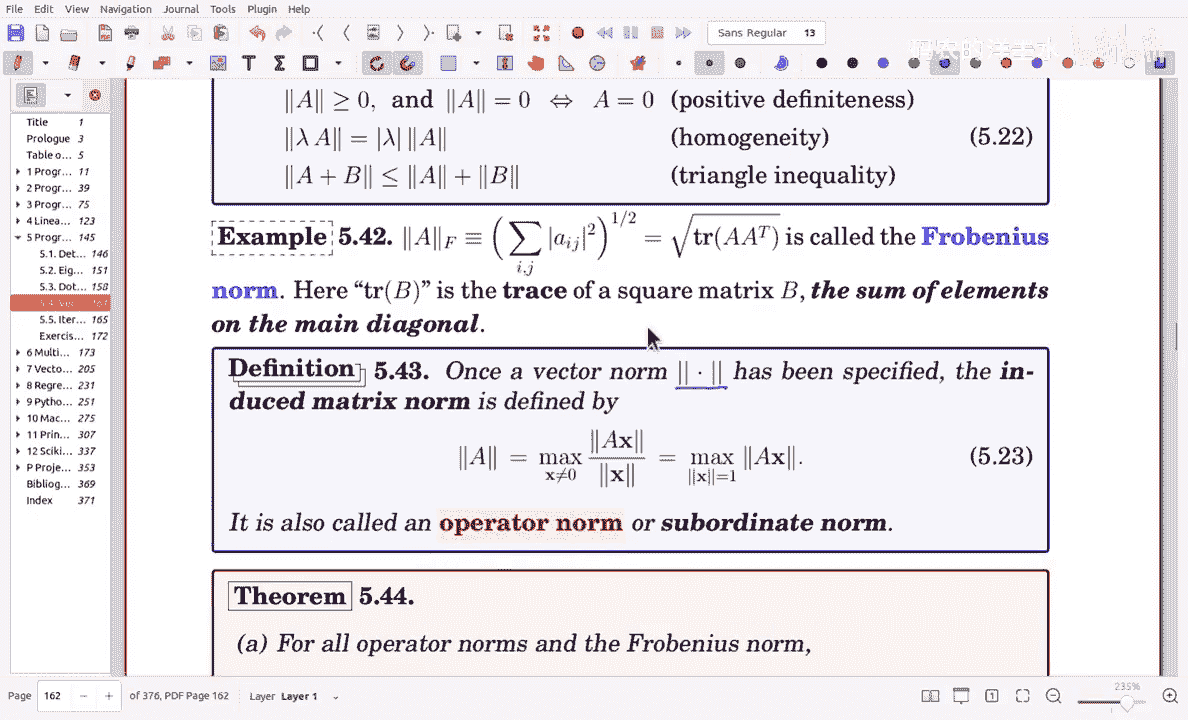 File Edit View Navigation Journal Tools Plugin Help
Sans Regular 13
Title 1
Prologue 3
Table o... 5
1 Progr... 11
2 Progr... 39
3 Progr... 75
4 Linea... 123
5 Progr... 145
5.1. Det... 146
5.2. Eig... 151
5.3. Dot... 158
5.5. Iter... 165
Exercis... 172
6 Multi... 173
7 Vecto... 205
8 Regre... 231
9 Pytho... 251
10 Mac... 275
11 Prin... 307
12 Sciki... 337
P Proje... 353
Bibliog... 369
Index 371
‖A‖ ≥ 0, and ‖A‖ = 0 ⇔ A = 0 (positive definiteness)
‖λ A‖ = |λ| ‖A‖ (homogeneity) (5.22)
‖A + B‖ ≤ ‖A‖ + ‖B‖ (triangle inequality)
Example 5.42. ‖A‖_F ≡ (∑_{i,j} |a_{ij}|²)^{1/2} = √tr(AA^T) is called the Frobenius
norm. Here “tr(B)” is the trace of a square matrix B, the sum of elements
on the main diagonal.
Definition 5.43. Once a vector norm || · || has been specified, the in-
duced matrix norm is defined by
‖A‖ = max_{x≠0} ‖Ax‖/‖x‖ = max_{‖x‖=1} ‖Ax‖. (5.23)
It is also called an operator norm or subordinate norm.
Theorem 5.44.
(a) For all operator norms and the Frobenius norm,
Page 162 − + of 376, PDF Page 162 Layer Layer 1 235%